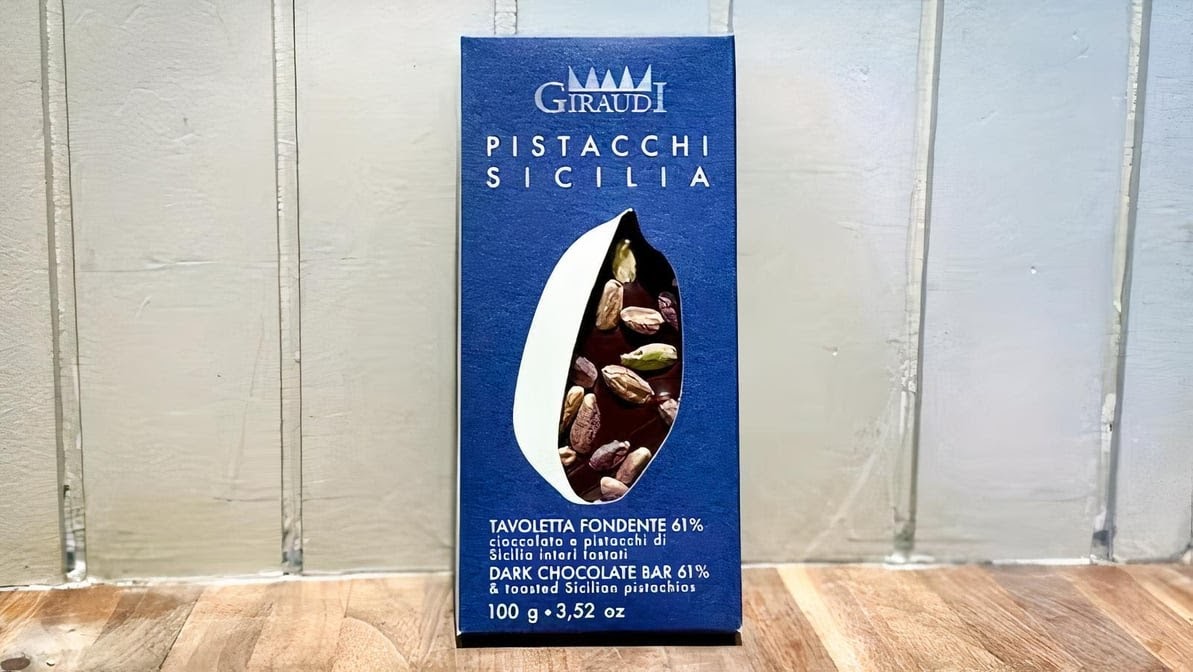 GIRAUDI
PISTACCHI
SICILIA
TAVOLETTA FONDENTE 61%
cioccolato e pistacchi di
Sicilia interi tostati
DARK CHOCOLATE BAR 61%
& toasted Sicilian pistachios
100 g • 3,52 oz